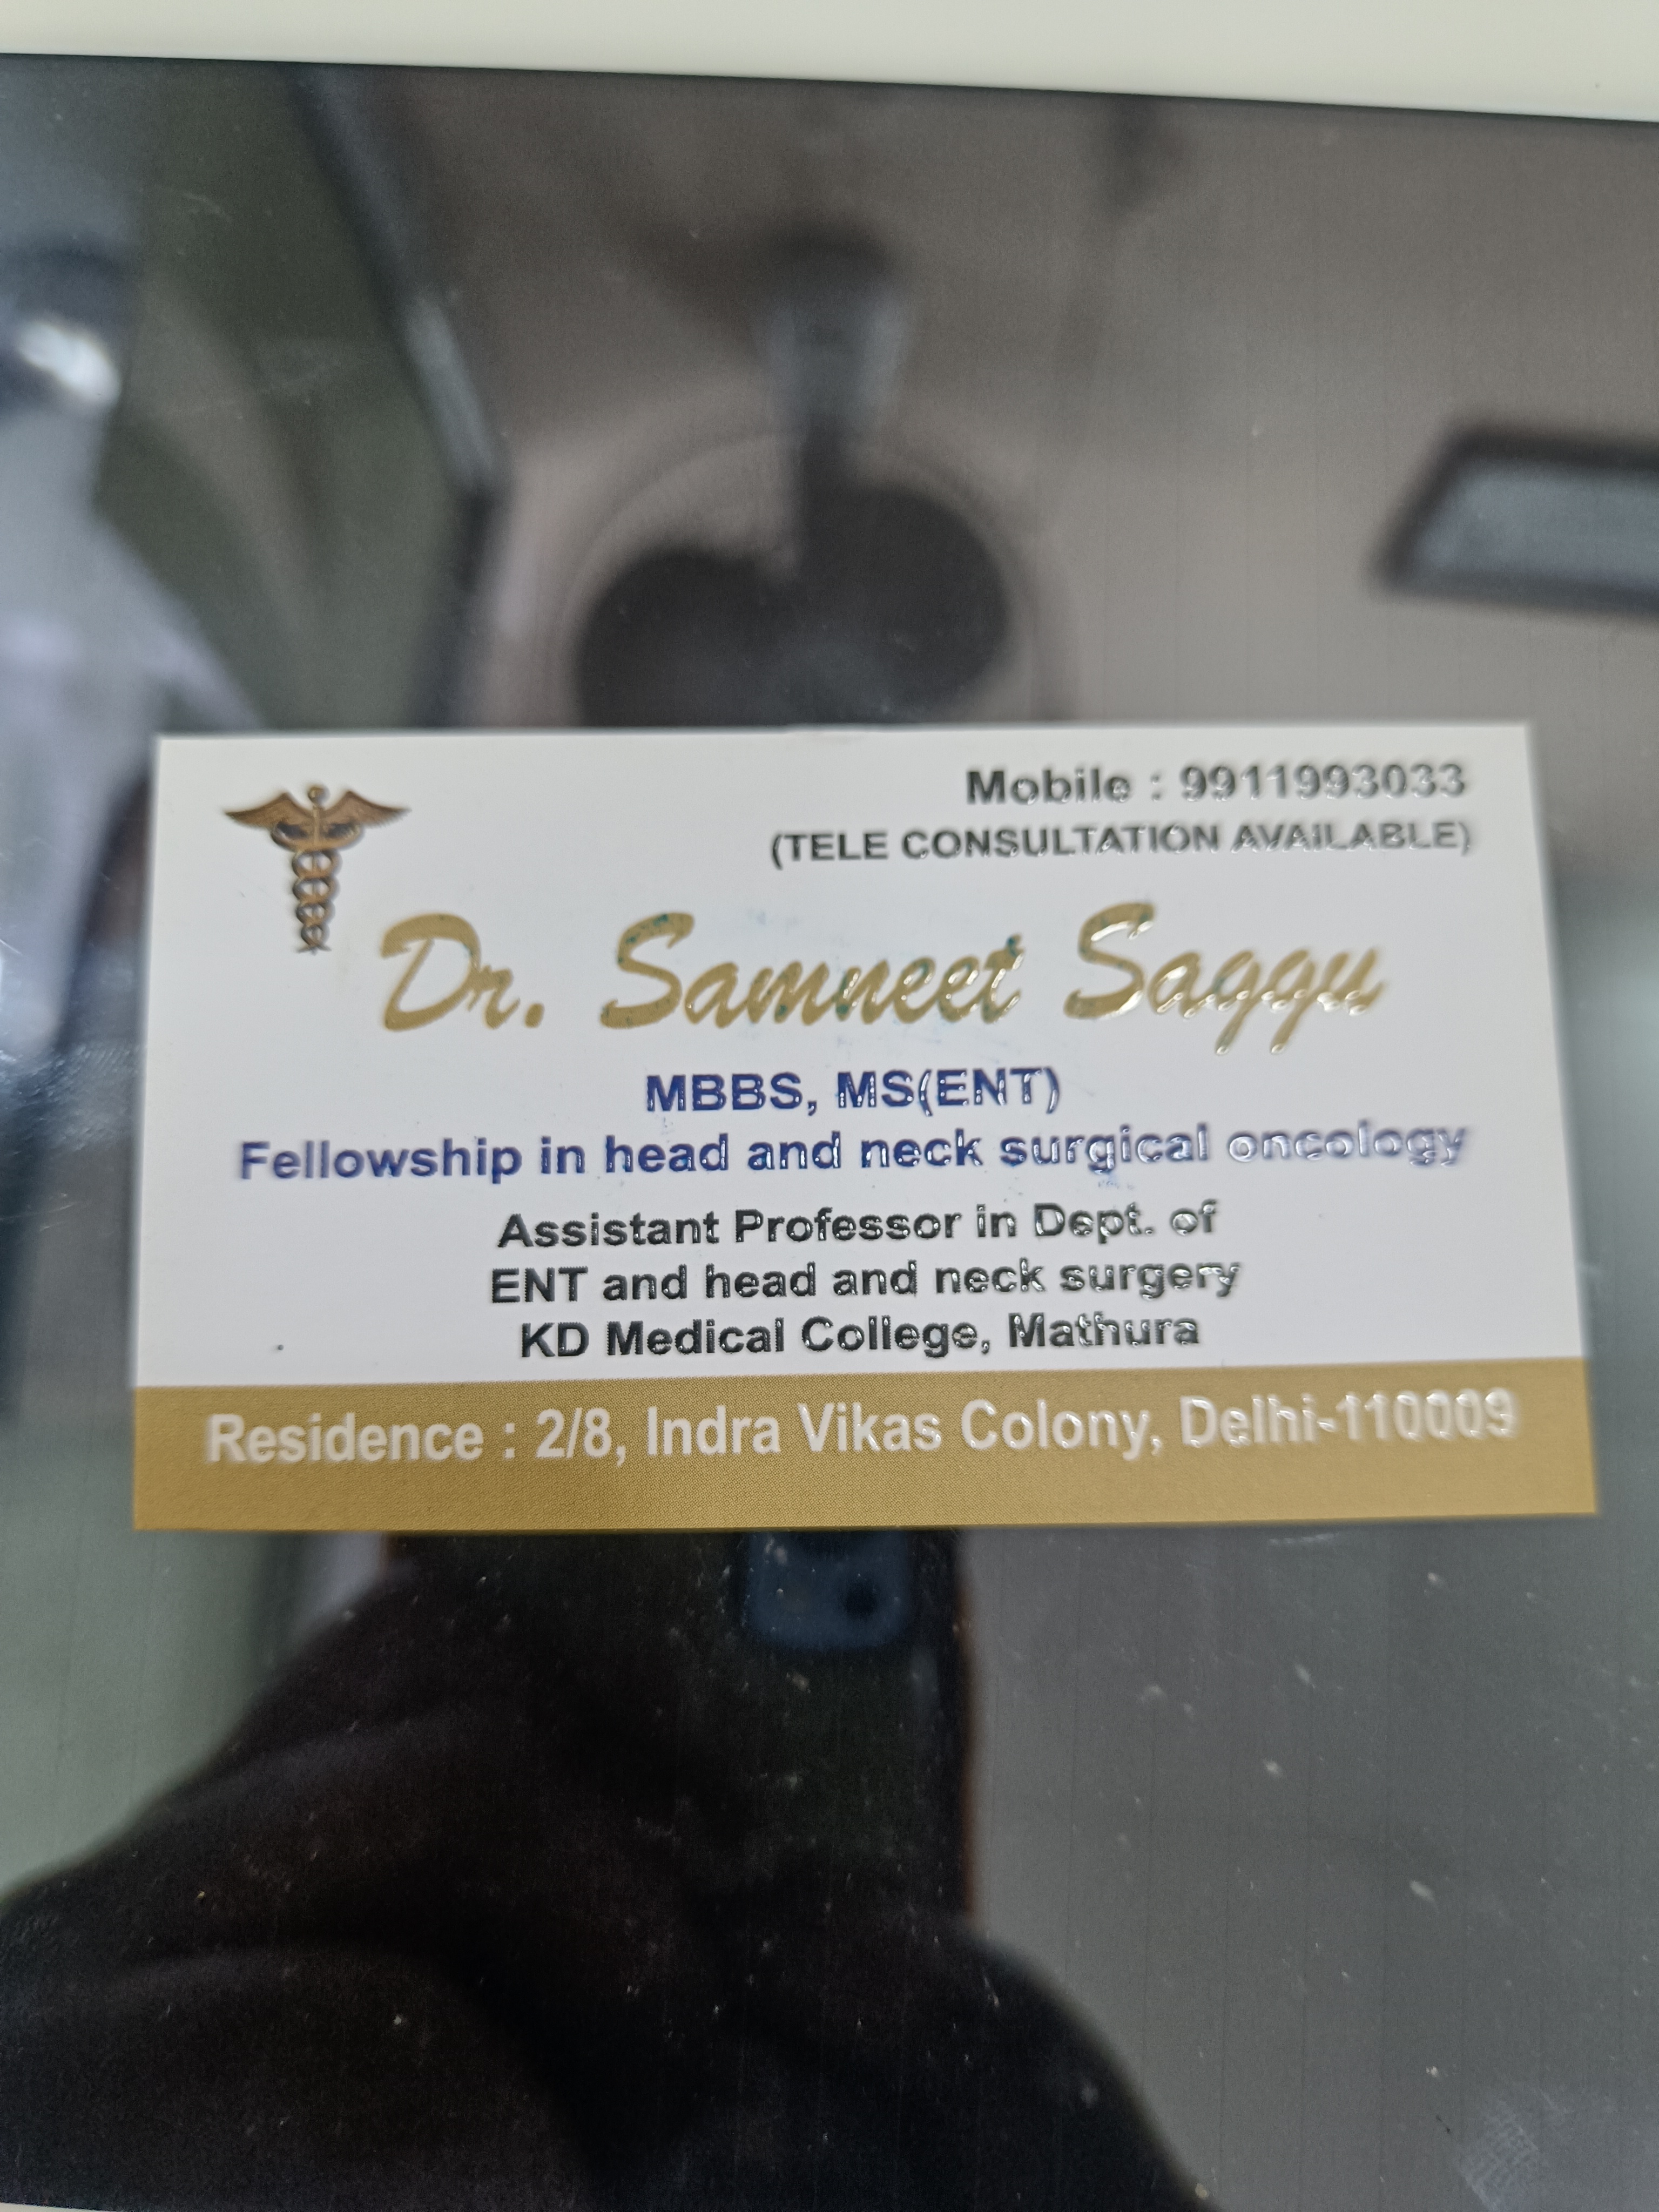 Mobile : 9911993033
(TELE CONSULTATION AVAILABLE)
Dr. Samneet Saggu
MBBS, MS(ENT)
Fellowship in head and neck surgical oncology
Assistant Professor in Dept. of
ENT and head and neck surgery
KD Medical College, Mathura
Residence : 2/8, Indra Vikas Colony, Delhi-110009